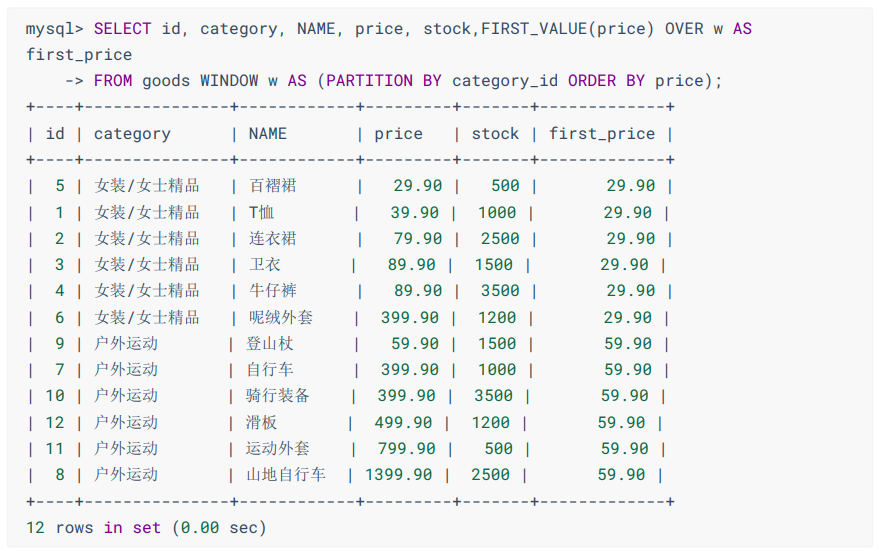 mysql> SELECT id, category, NAME, price, stock,FIRST_VALUE(price) OVER w AS
first_price
    -> FROM goods WINDOW w AS (PARTITION BY category_id ORDER BY price);
+----+---------------+------------+---------+-------+-------------+
| id | category      | NAME       | price   | stock | first_price |
+----+---------------+------------+---------+-------+-------------+
|  5 | 女装/女士精品   | 百褶裙      |   29.90 |   500 |       29.90 |
|  1 | 女装/女士精品   | T恤        |   39.90 |  1000 |       29.90 |
|  2 | 女装/女士精品   | 连衣裙      |   79.90 |  2500 |       29.90 |
|  3 | 女装/女士精品   | 卫衣       |   89.90 |  1500 |       29.90 |
|  4 | 女装/女士精品   | 牛仔裤      |   89.90 |  3500 |       29.90 |
|  6 | 女装/女士精品   | 呢绒外套    |  399.90 |  1200 |       29.90 |
|  9 | 户外运动       | 登山杖      |   59.90 |  1500 |       59.90 |
|  7 | 户外运动       | 自行车      |  399.90 |  1000 |       59.90 |
| 10 | 户外运动       | 骑行装备    |  399.90 |  3500 |       59.90 |
| 12 | 户外运动       | 滑板       |  499.90 |  1200 |       59.90 |
| 11 | 户外运动       | 运动外套    |  799.90 |   500 |       59.90 |
|  8 | 户外运动       | 山地自行车  | 1399.90 |  2500 |       59.90 |
+----+---------------+------------+---------+-------+-------------+
12 rows in set (0.00 sec)